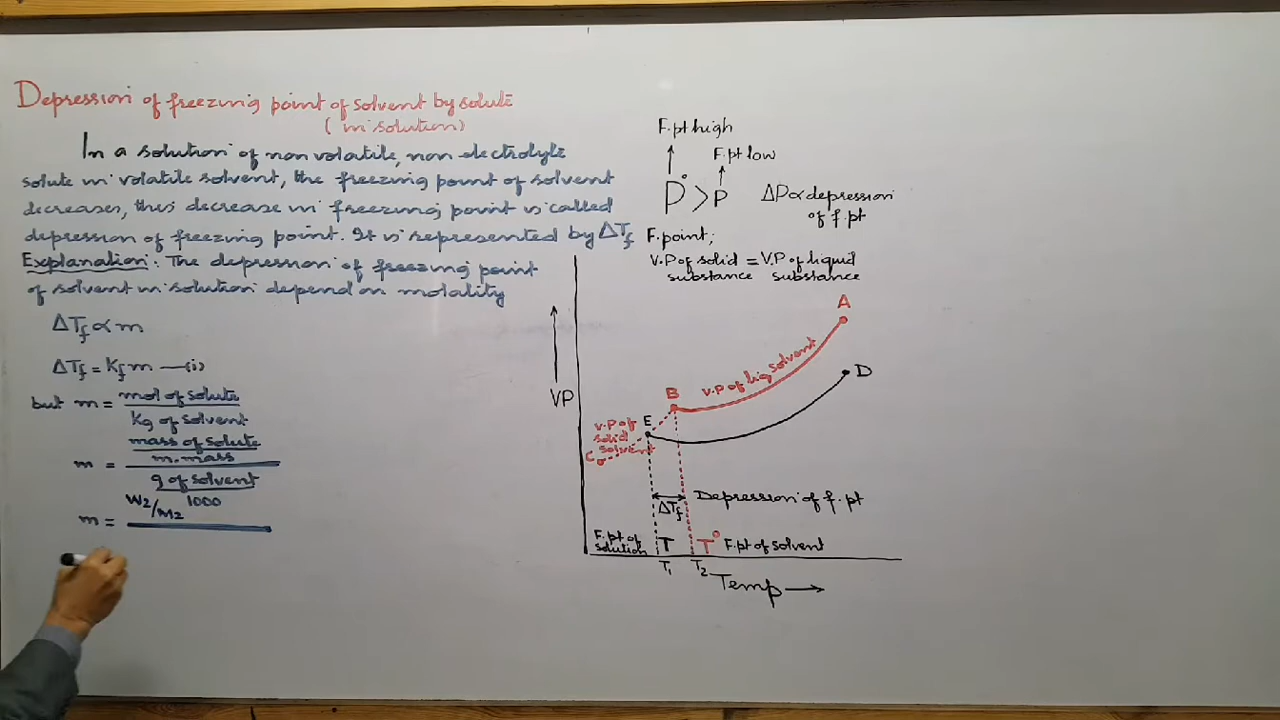 Depression of freezing point of solvent by solute
(in solution)
In a solution of non volatile, non electrolyte
solute in volatile solvent, the freezing point of solvent
decreases, this decrease in freezing point is called
depression of freezing point. It is represented by ΔTf
Explanation: The depression of freezing point
of solvent in solution depend on molality
ΔTf ∝ m
ΔTf = Kf m —(i)
but m = mol of solute
kg of solvent
m = mass of solute
m.mass
g of solvent
1000
m = W2/M2
F.pt high
F.pt low
P° > P
ΔP ∝ depression
of f.pt
F.point;
V.P of solid = V.P of liquid
substance substance
VP
A
V.P of liq solvent
D
B
E
V.P of
solid
solvent
C
ΔTf
Depression of f.pt
F.pt of
solution
T
T° F.pt of solvent
T1
T2
Temp